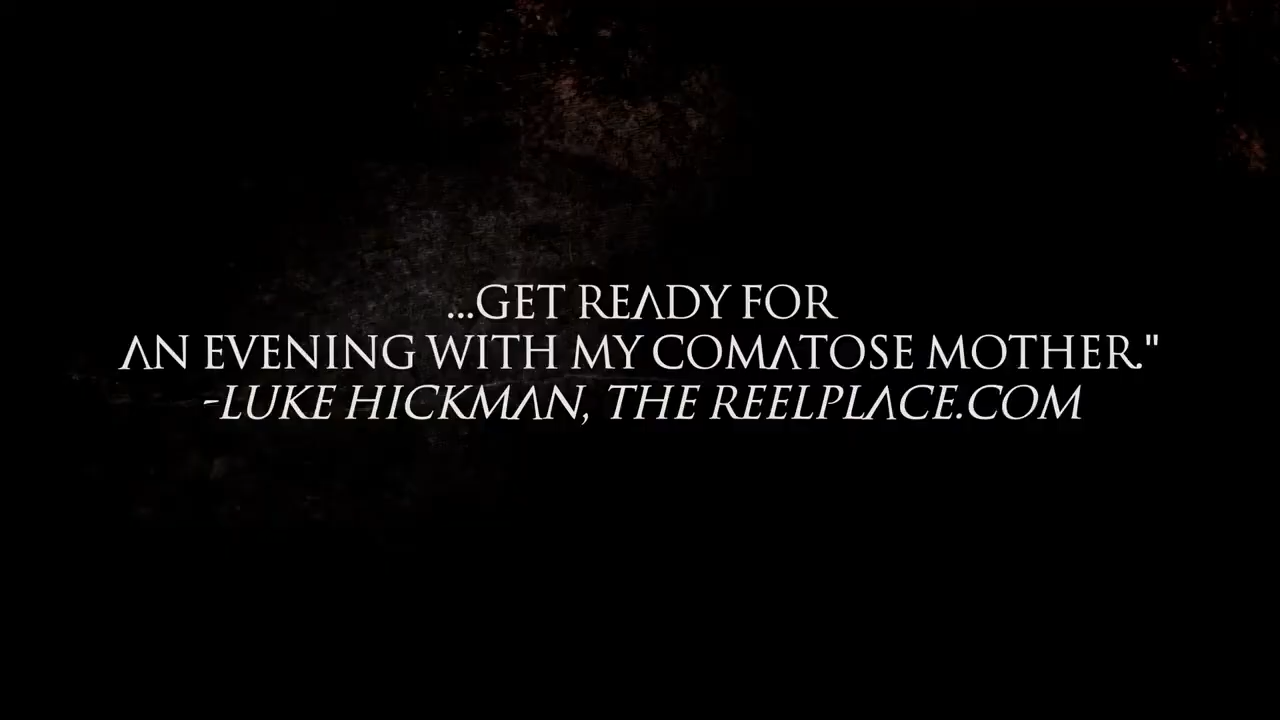 ...GET READY FOR
AN EVENING WITH MY COMATOSE MOTHER."
-LUKE HICKMAN, THE REELPLACE.COM